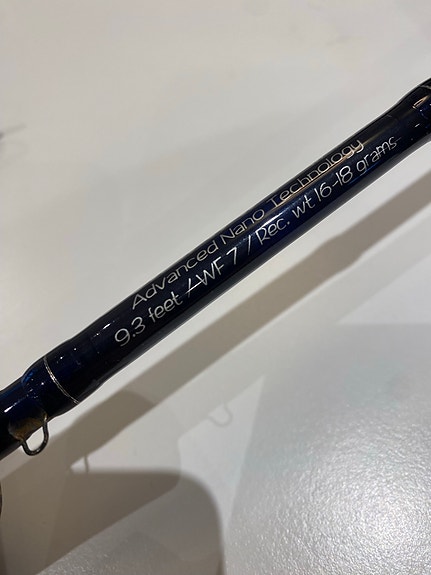 Advanced Nano Technology
9.3 feet / WF 7 / Rec. wt 16-18 grams